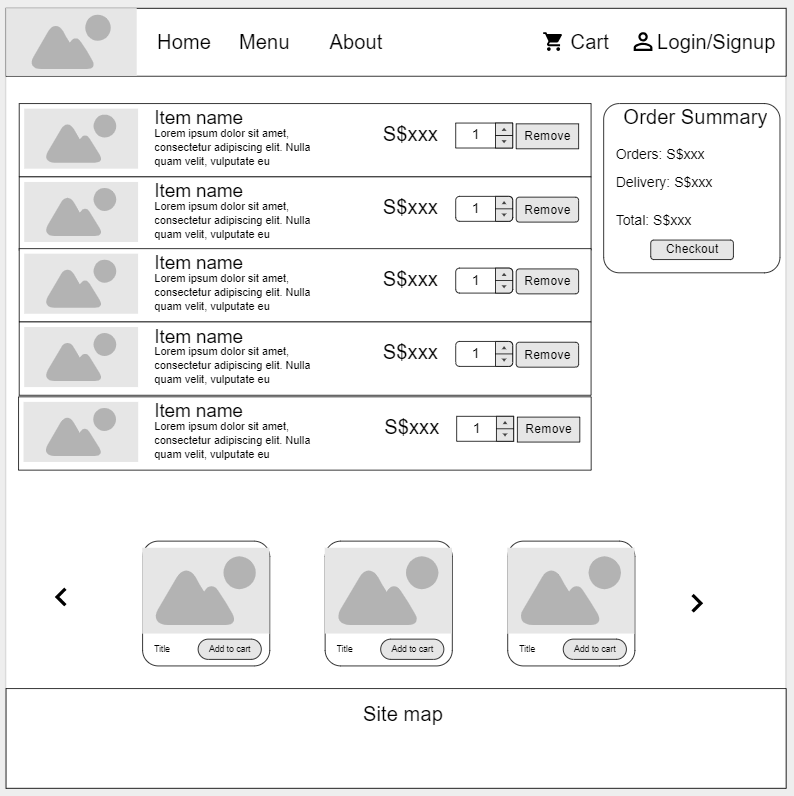 Home Menu About Cart Login/Signup
Item name
Lorem ipsum dolor sit amet,
consectetur adipiscing elit. Nulla
quam velit, vulputate eu
S$xxx 1 Remove
Item name
Lorem ipsum dolor sit amet,
consectetur adipiscing elit. Nulla
quam velit, vulputate eu
S$xxx 1 Remove
Item name
Lorem ipsum dolor sit amet,
consectetur adipiscing elit. Nulla
quam velit, vulputate eu
S$xxx 1 Remove
Item name
Lorem ipsum dolor sit amet,
consectetur adipiscing elit. Nulla
quam velit, vulputate eu
S$xxx 1 Remove
Item name
Lorem ipsum dolor sit amet,
consectetur adipiscing elit. Nulla
quam velit, vulputate eu
S$xxx 1 Remove
Order Summary
Orders: S$xxx
Delivery: S$xxx
Total: S$xxx
Checkout
Title Add to cart
Title Add to cart
Title Add to cart
Site map